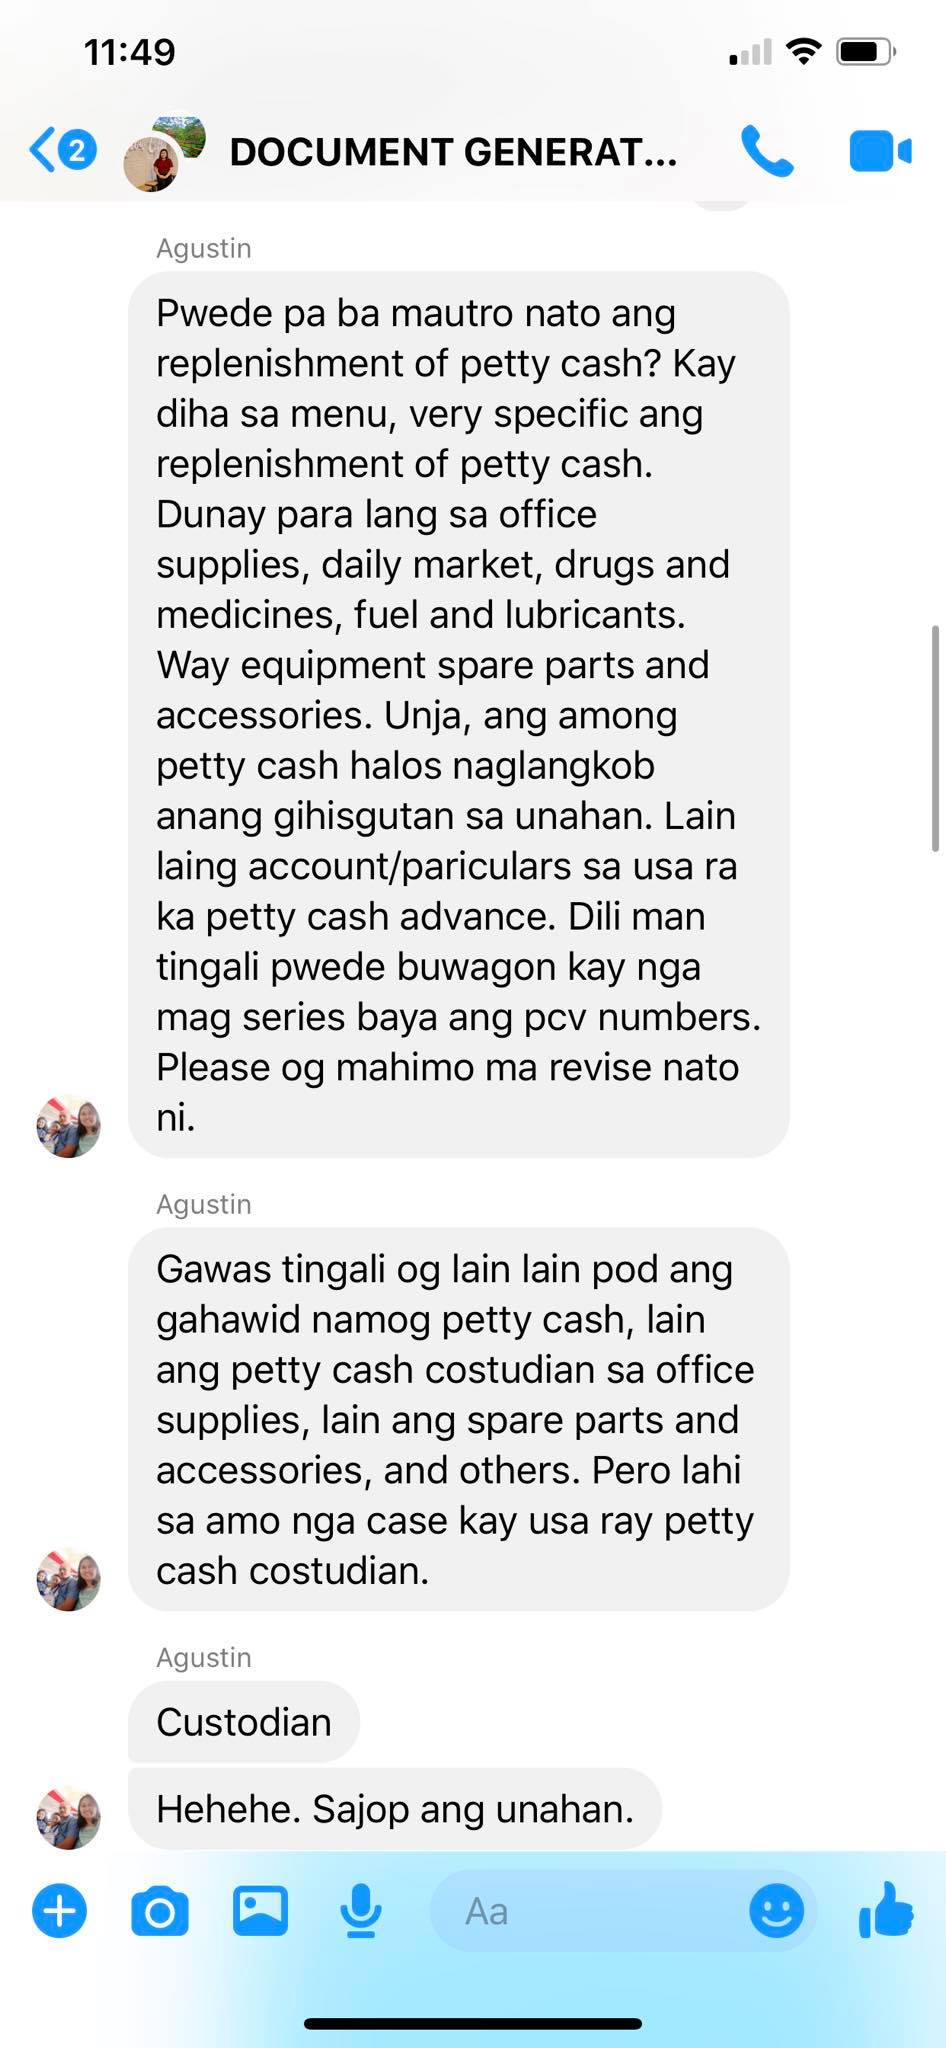 11:49
2
DOCUMENT GENERAT...
Agustin
Pwede pa ba mautro nato ang
replenishment of petty cash? Kay
diha sa menu, very specific ang
replenishment of petty cash.
Dunay para lang sa office
supplies, daily market, drugs and
medicines, fuel and lubricants.
Way equipment spare parts and
accessories. Unja, ang among
petty cash halos naglangkob
anang gihisgutan sa unahan. Lain
laing account/pariculars sa usa ra
ka petty cash advance. Dili man
tingali pwede buwagon kay nga
mag series baya ang pcv numbers.
Please og mahimo ma revise nato
ni.
Agustin
Gawas tingali og lain lain pod ang
gahawid namog petty cash, lain
ang petty cash costudian sa office
supplies, lain ang spare parts and
accessories, and others. Pero lahi
sa amo nga case kay usa ray petty
cash costudian.
Agustin
Custodian
Hehehe. Sajop ang unahan.
Aa